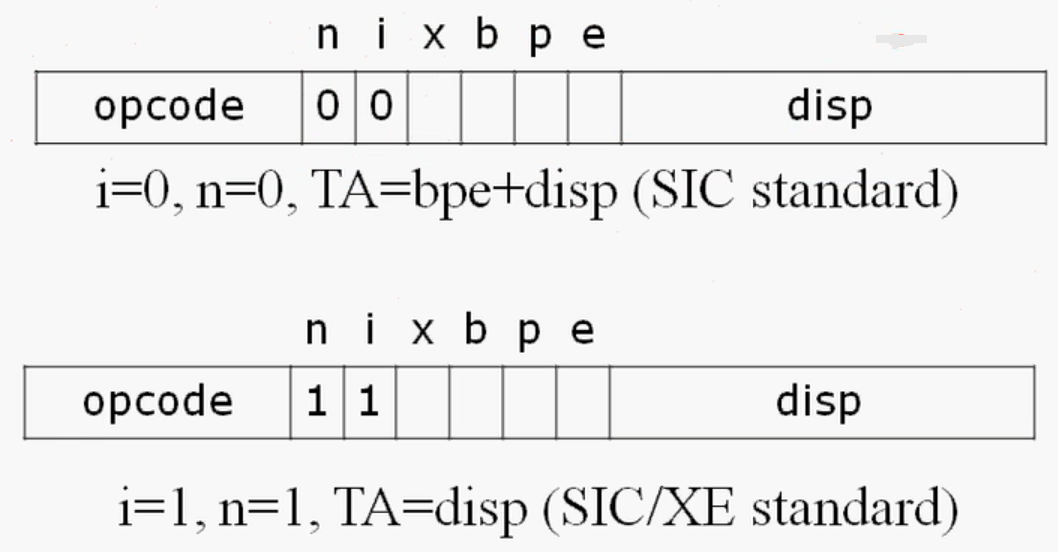 n i x b p e
opcode 0 0 disp
i=0, n=0, TA=bpe+disp (SIC standard)
n i x b p e
opcode 1 1 disp
i=1, n=1, TA=disp (SIC/XE standard)